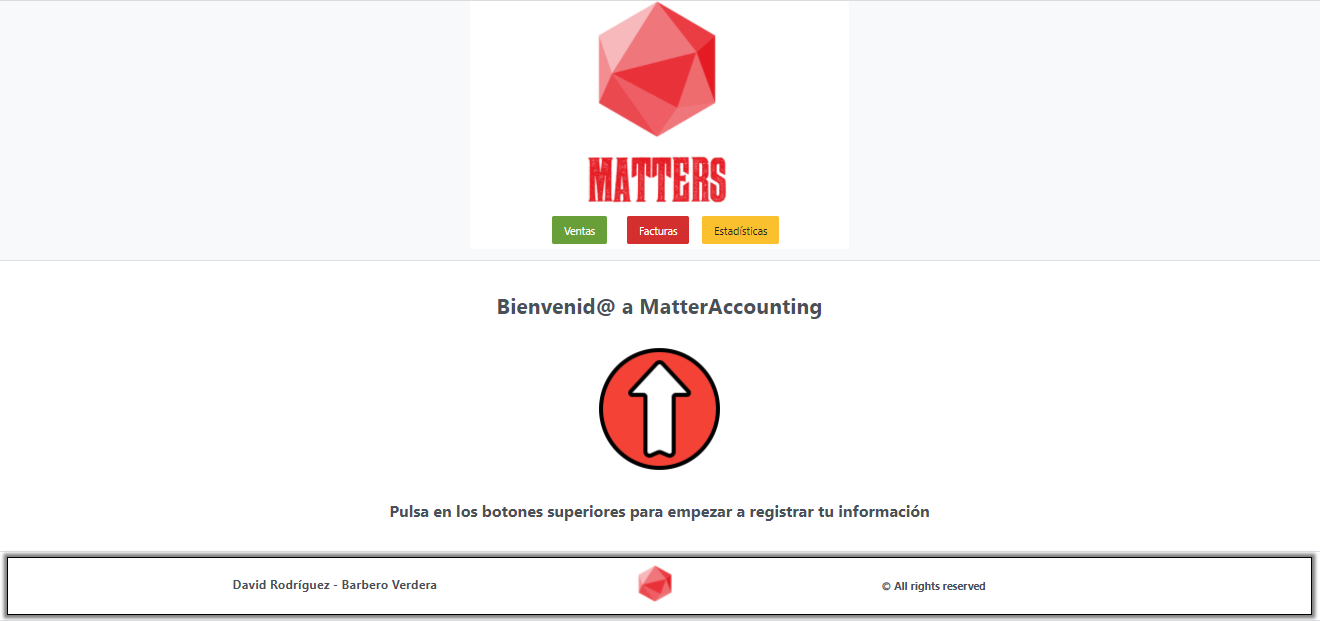 MATTERS
Ventas Facturas Estadísticas
Bienvenid@ a MatterAccounting
Pulsa en los botones superiores para empezar a registrar tu información
David Rodríguez - Barbero Verdera © All rights reserved